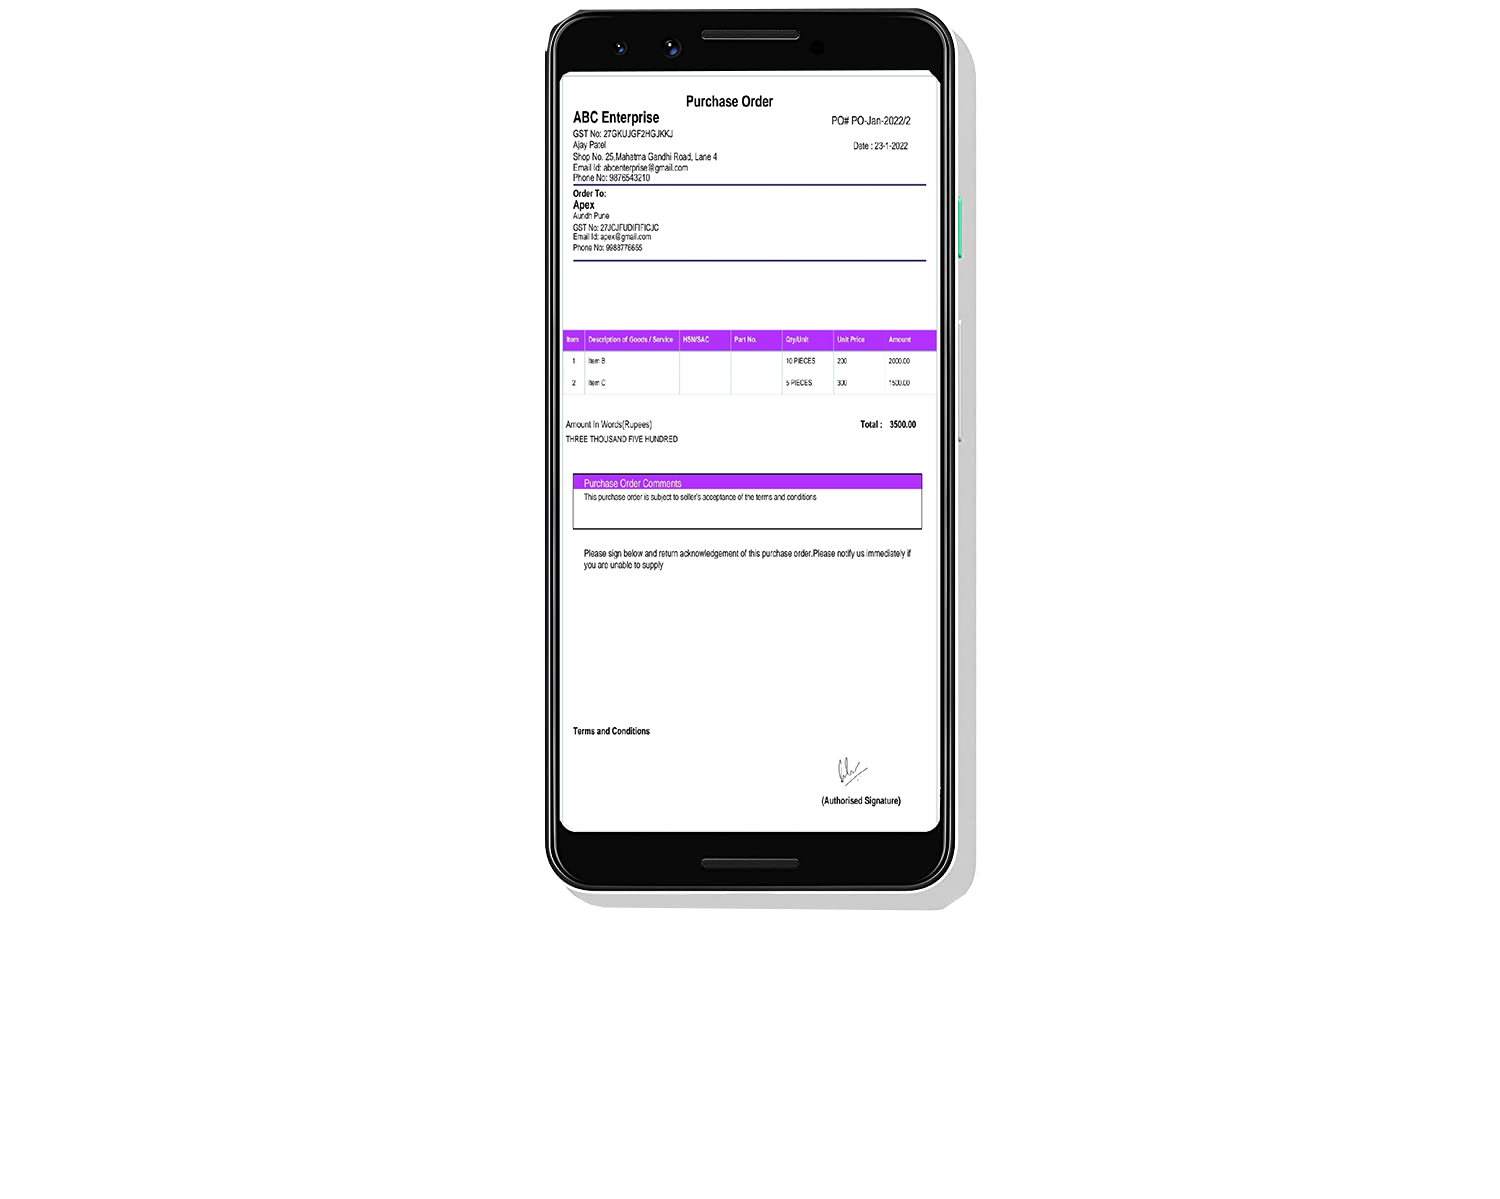 Purchase Order
ABC Enterprise
PO# PO-Jan-2022/2
GST No: 27GKUJGF2HGJKKJ
Ajay Patel
Date : 23-1-2022
Shop No. 25,Mahatma Gandhi Road, Lane 4
Email Id: abcenterprise@gmail.com
Phone No: 9876543210
Order To:
Apex
Aundh Pune
GST No: 27JCJFUDIFIFICJC
Email Id: apex@gmail.com
Phone No: 9988776655
Item Description of Goods / Service HSN/SAC Part No. Qty/Unit Unit Price Amount
1 Item B 10 PIECES 200 2000.00
2 Item C 5 PIECES 300 1500.00
Amount In Words(Rupees) Total : 3500.00
THREE THOUSAND FIVE HUNDRED
Purchase Order Comments
This purchase order is subject to seller's acceptance of the terms and conditions
Please sign below and return acknowledgement of this purchase order.Please notify us immediately if
you are unable to supply
Terms and Conditions
(Authorised Signature)